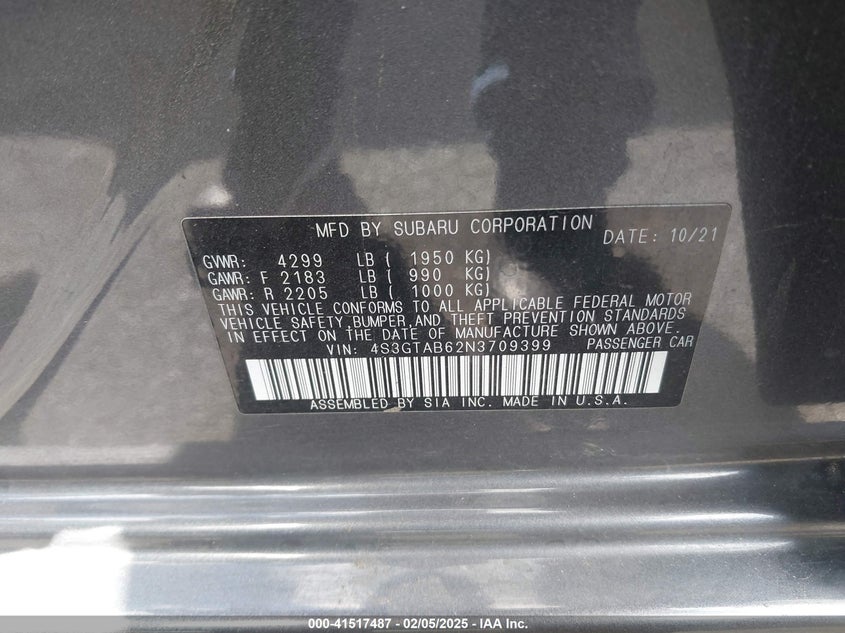 MFD BY SUBARU CORPORATION
DATE: 10/21
GVWR: 4299 LB ( 1950 KG)
GAWR: F 2183 LB ( 990 KG)
GAWR: R 2205 LB ( 1000 KG)
THIS VEHICLE CONFORMS TO ALL APPLICABLE FEDERAL MOTOR
VEHICLE SAFETY, BUMPER, AND THEFT PREVENTION STANDARDS
IN EFFECT ON THE DATE OF MANUFACTURE SHOWN ABOVE.
VIN: 4S3GTAB62N3709399 PASSENGER CAR
ASSEMBLED BY SIA INC. MADE IN U.S.A.
000-41517487 - 02/05/2025 - IAA Inc.